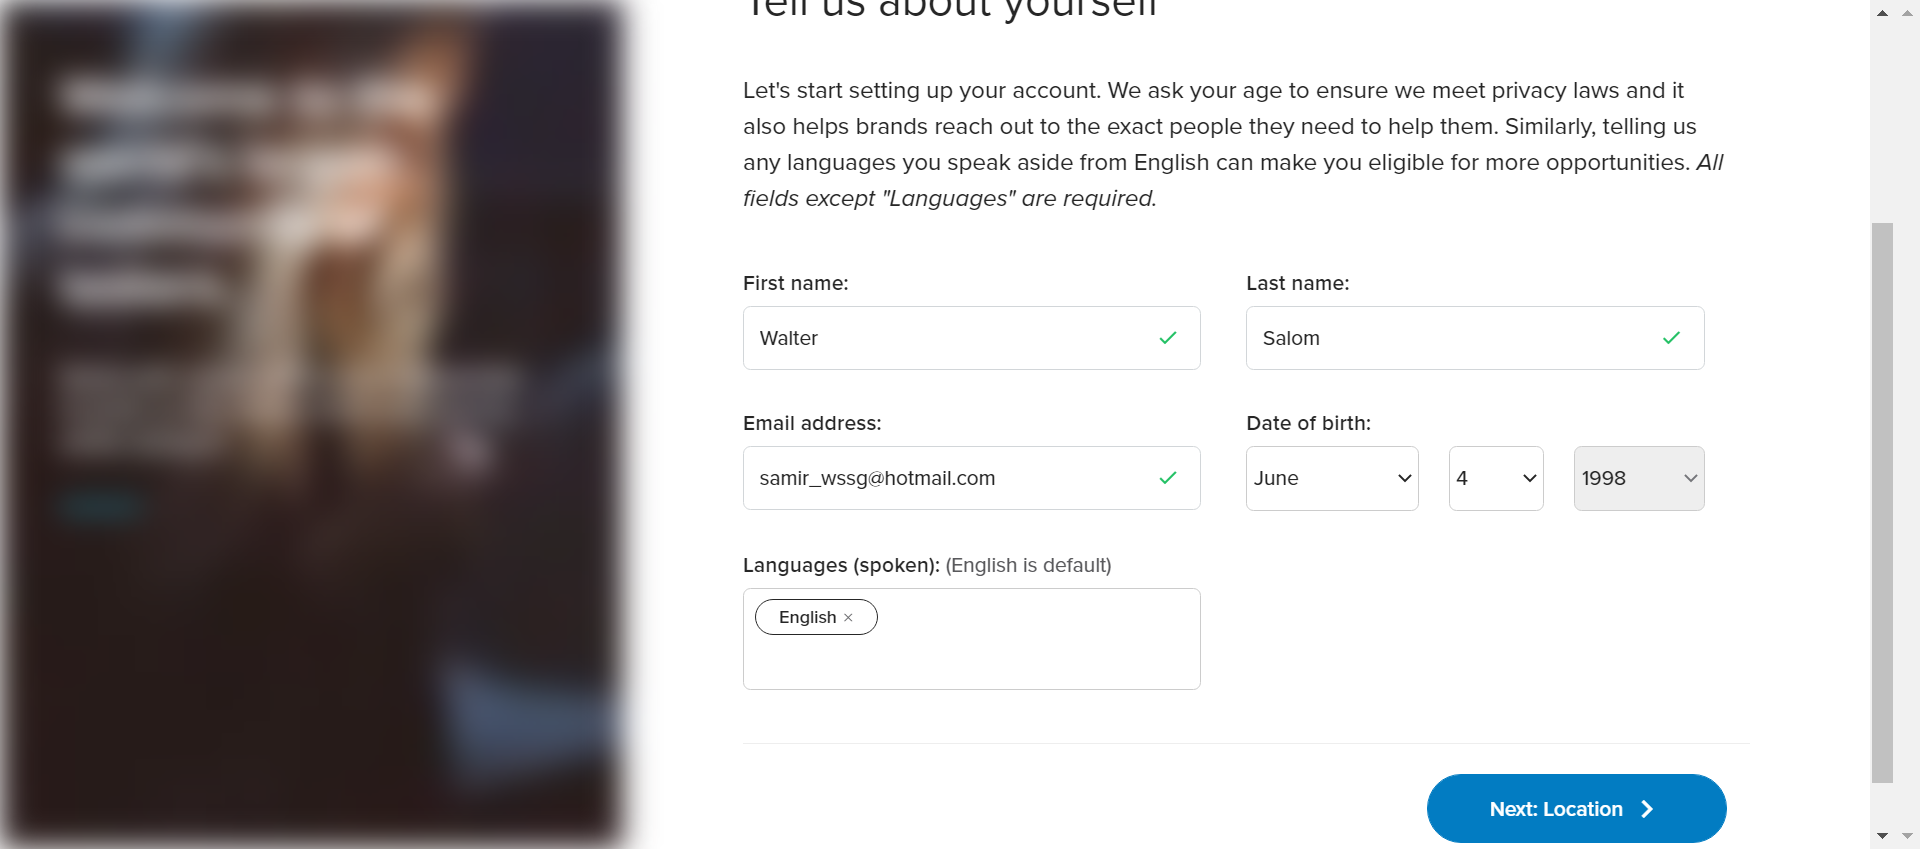 Tell us about yourself
Let's start setting up your account. We ask your age to ensure we meet privacy laws and it
also helps brands reach out to the exact people they need to help them. Similarly, telling us
any languages you speak aside from English can make you eligible for more opportunities. All
fields except "Languages" are required.
First name:
Last name:
Walter
Salom
Email address:
Date of birth:
samir_wssg@hotmail.com
June
4
1998
Languages (spoken): (English is default)
English ×
Next: Location